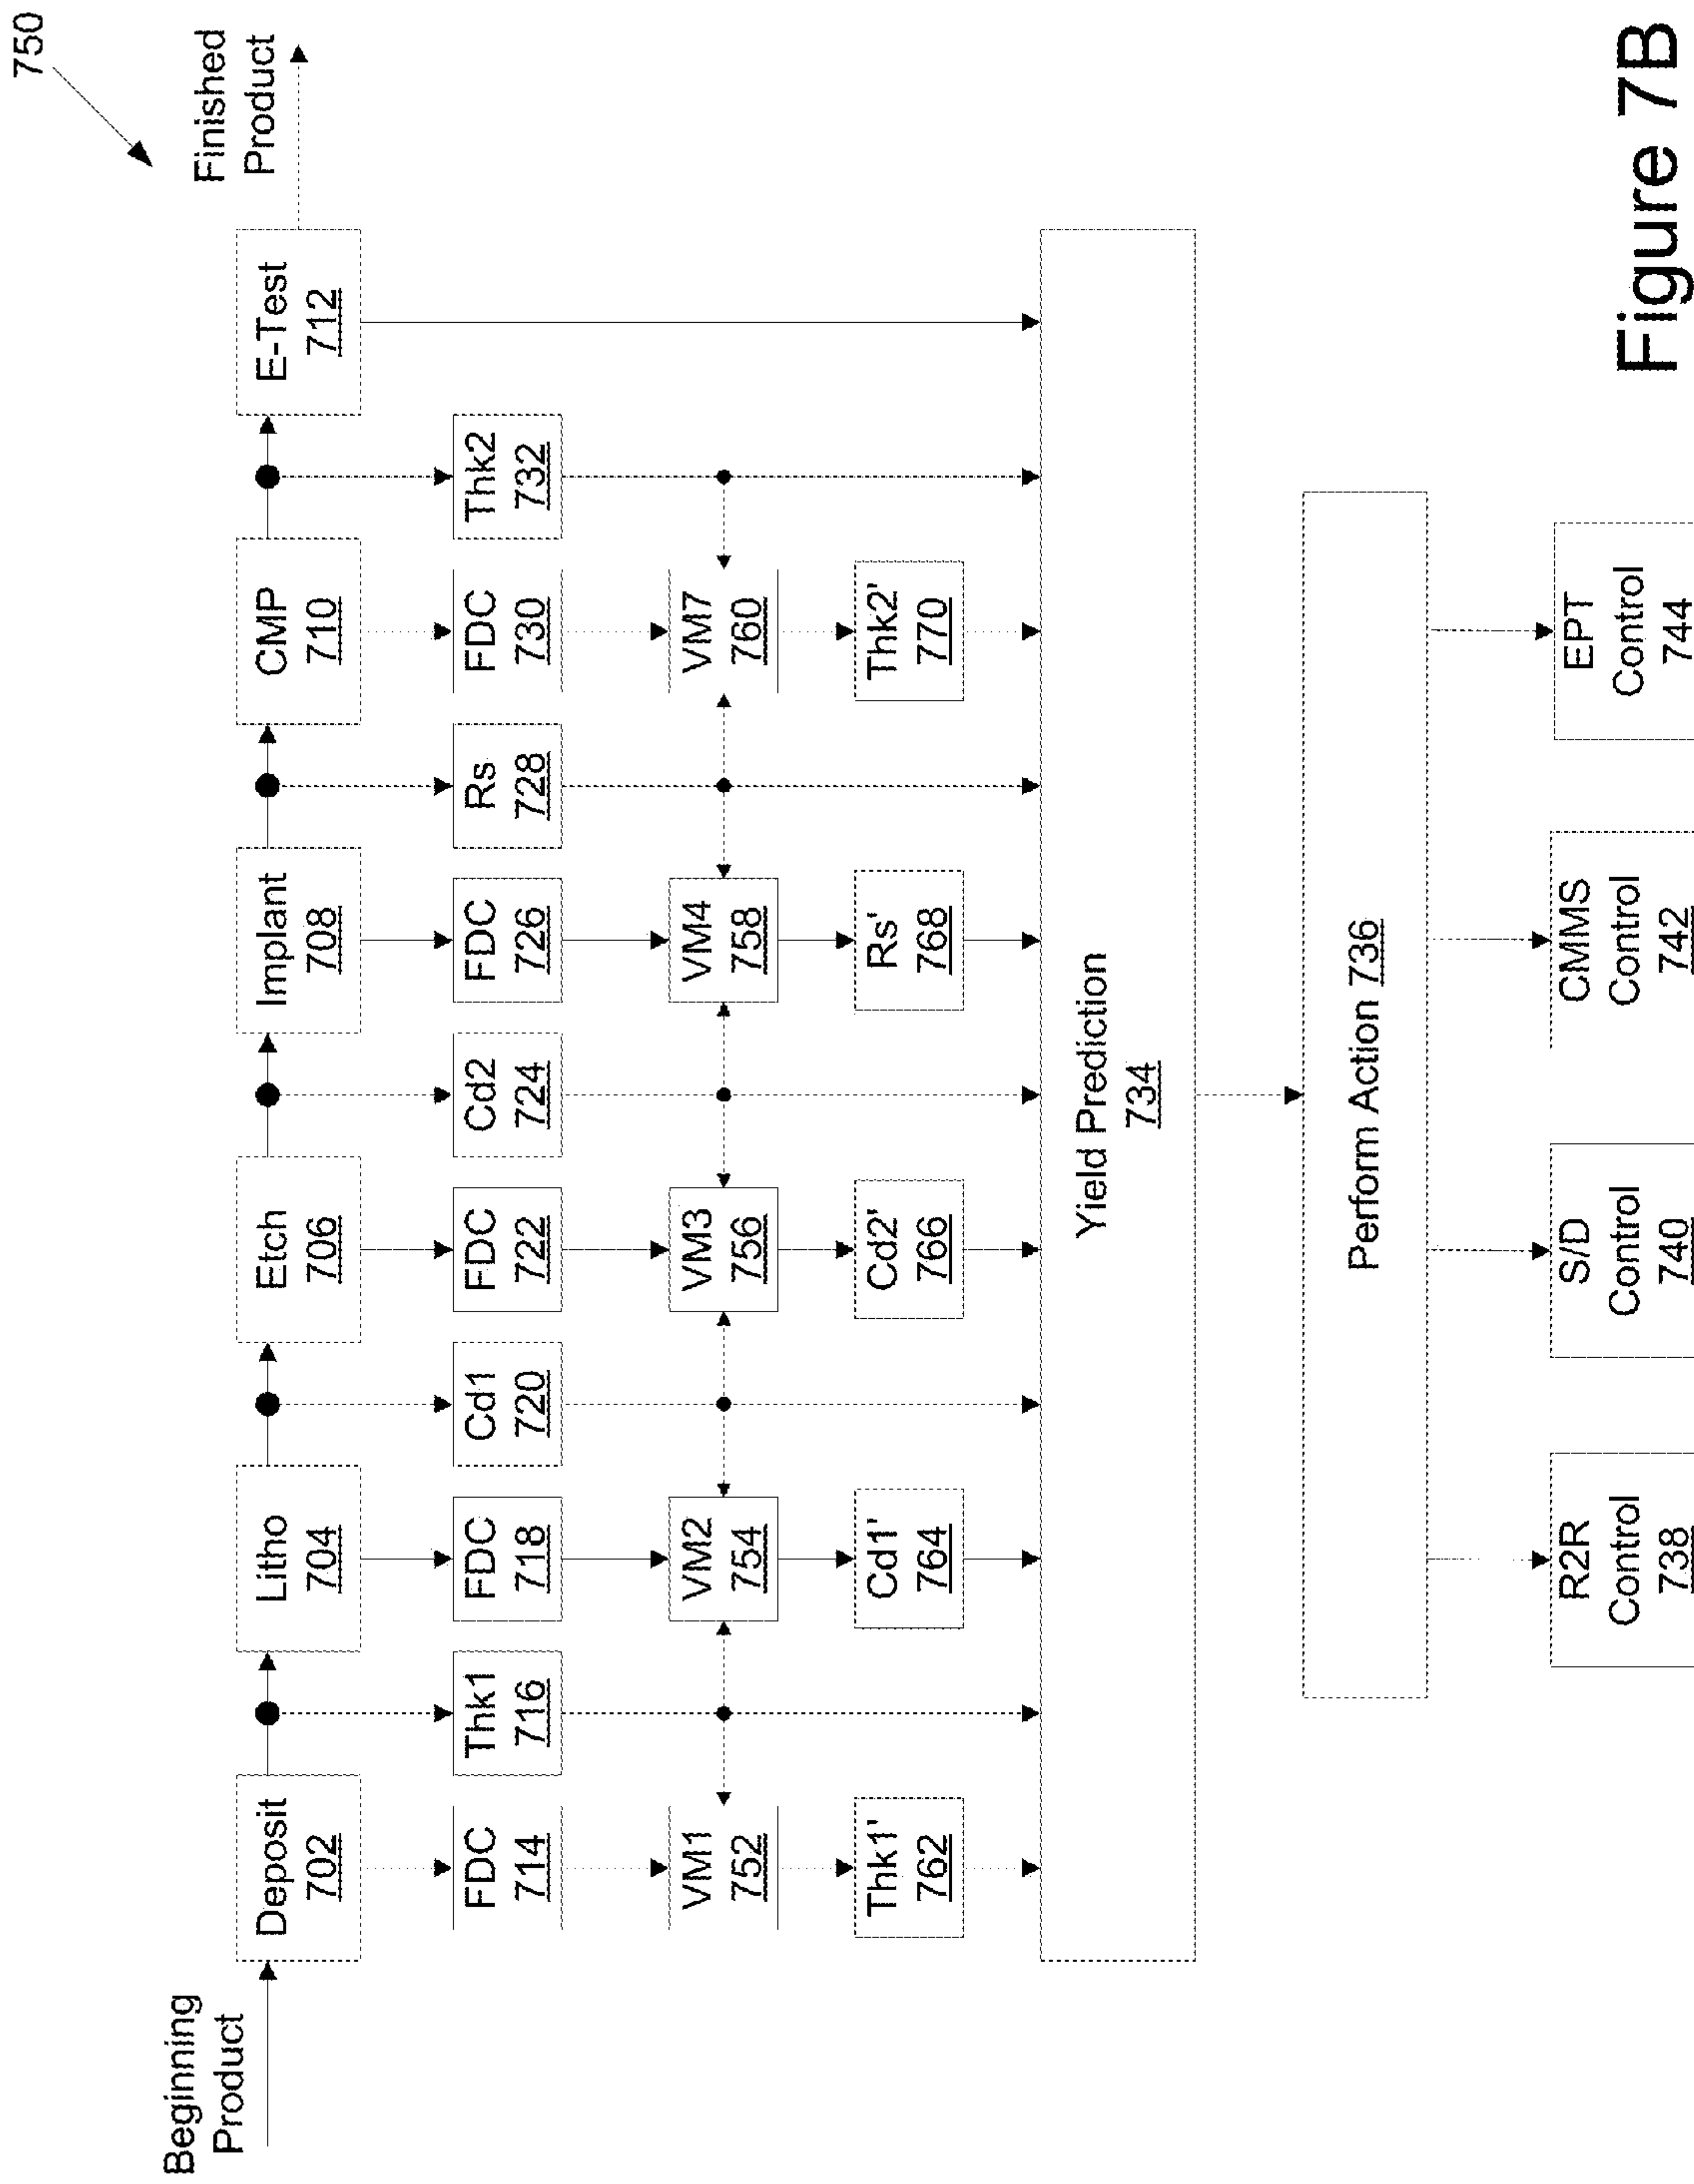 750
Beginning
Product
Finished
Product
Deposit
702
Litho
704
Etch
706
Implant
708
CMP
710
E-Test
712
FDC
714
Thk1
716
FDC
718
Cd1
720
FDC
722
Cd2
724
FDC
726
Rs
728
FDC
730
Thk2
732
VM1
752
VM2
754
VM3
756
VM4
758
VM7
760
Thk1'
762
Cd1'
764
Cd2'
766
Rs'
768
Thk2'
770
Yield Prediction
734
Perform Action 736
R2R
Control
738
S/D
Control
740
CMMS
Control
742
EPT
Control
744
Figure 7B